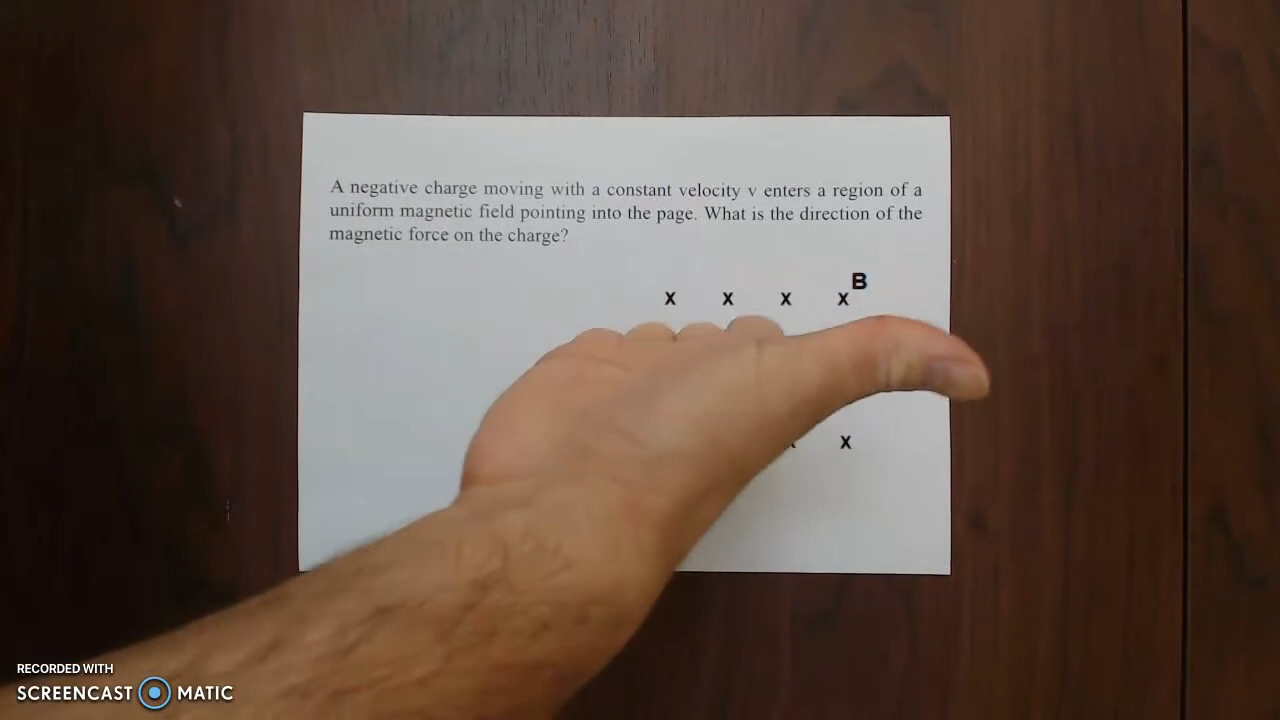 A negative charge moving with a constant velocity v enters a region of a
uniform magnetic field pointing into the page. What is the direction of the
magnetic force on the charge?
B
x x x x
x
RECORDED WITH
SCREENCAST MATIC